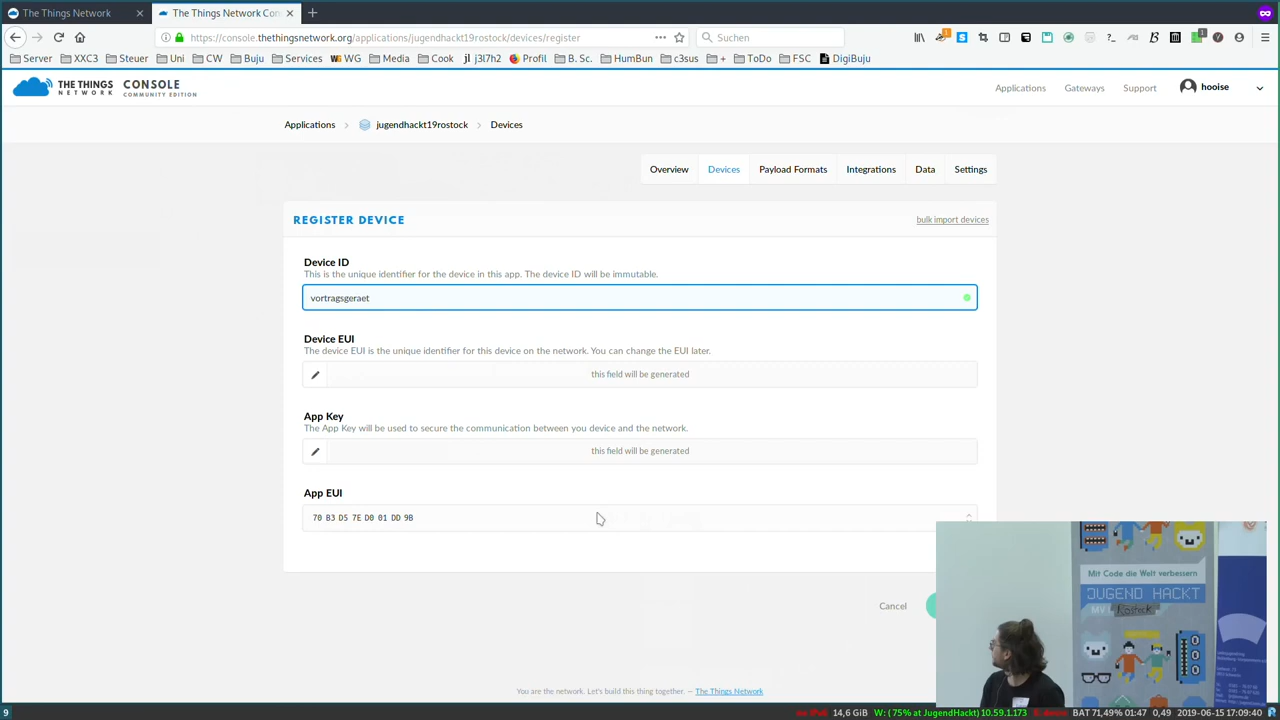 The Things Network
The Things Network Con
https://console.thethingsnetwork.org/applications/jugendhackt19rostock/devices/register
Suchen
Server XXC3 Steuer Uni CW Buju Services WG Media Cook jl j3l7h2 Profil B. Sc. HumBun c3sus + ToDo FSC DigiBuju
THE THINGS NETWORK
CONSOLE
COMMUNITY EDITION
Applications Gateways Support hooise
Applications > jugendhackt19rostock > Devices
Overview Devices Payload Formats Integrations Data Settings
REGISTER DEVICE
bulk import devices
Device ID
This is the unique identifier for the device in this app. The device ID will be immutable.
vortragsgeraet
Device EUI
The device EUI is the unique identifier for this device on the network. You can change the EUI later.
this field will be generated
App Key
The App Key will be used to secure the communication between you device and the network.
this field will be generated
App EUI
70 B3 D5 7E D0 01 DD 9B
Cancel
Mit Code die Welt verbessern
JUGEND HACKT
MV Rostock
You are the network. Let's build this thing together. — The Things Network
9
no IPv6 14,6 GiB W: ( 75% at JugendHackt) 10.59.1.173 E: down BAT 71,49% 01:47 0,49 2019-06-15 17:09:40